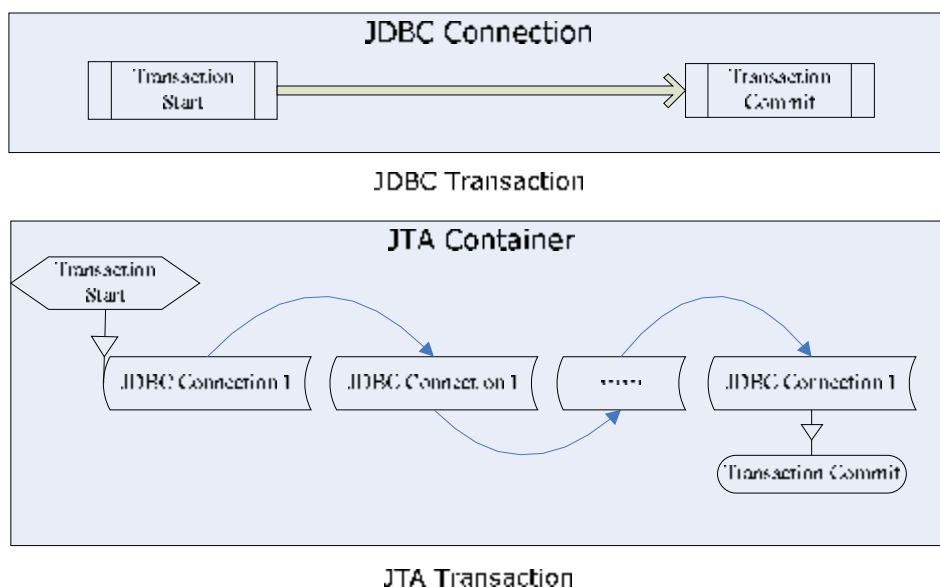 JDBC Connection
Transaction
Start
Transaction
Commit
JDBC Transaction
JTA Container
Transaction
Start
JDBC Connection 1
JDBC Connection 1
······
JDBC Connection 1
Transaction Commit
JTA Transaction